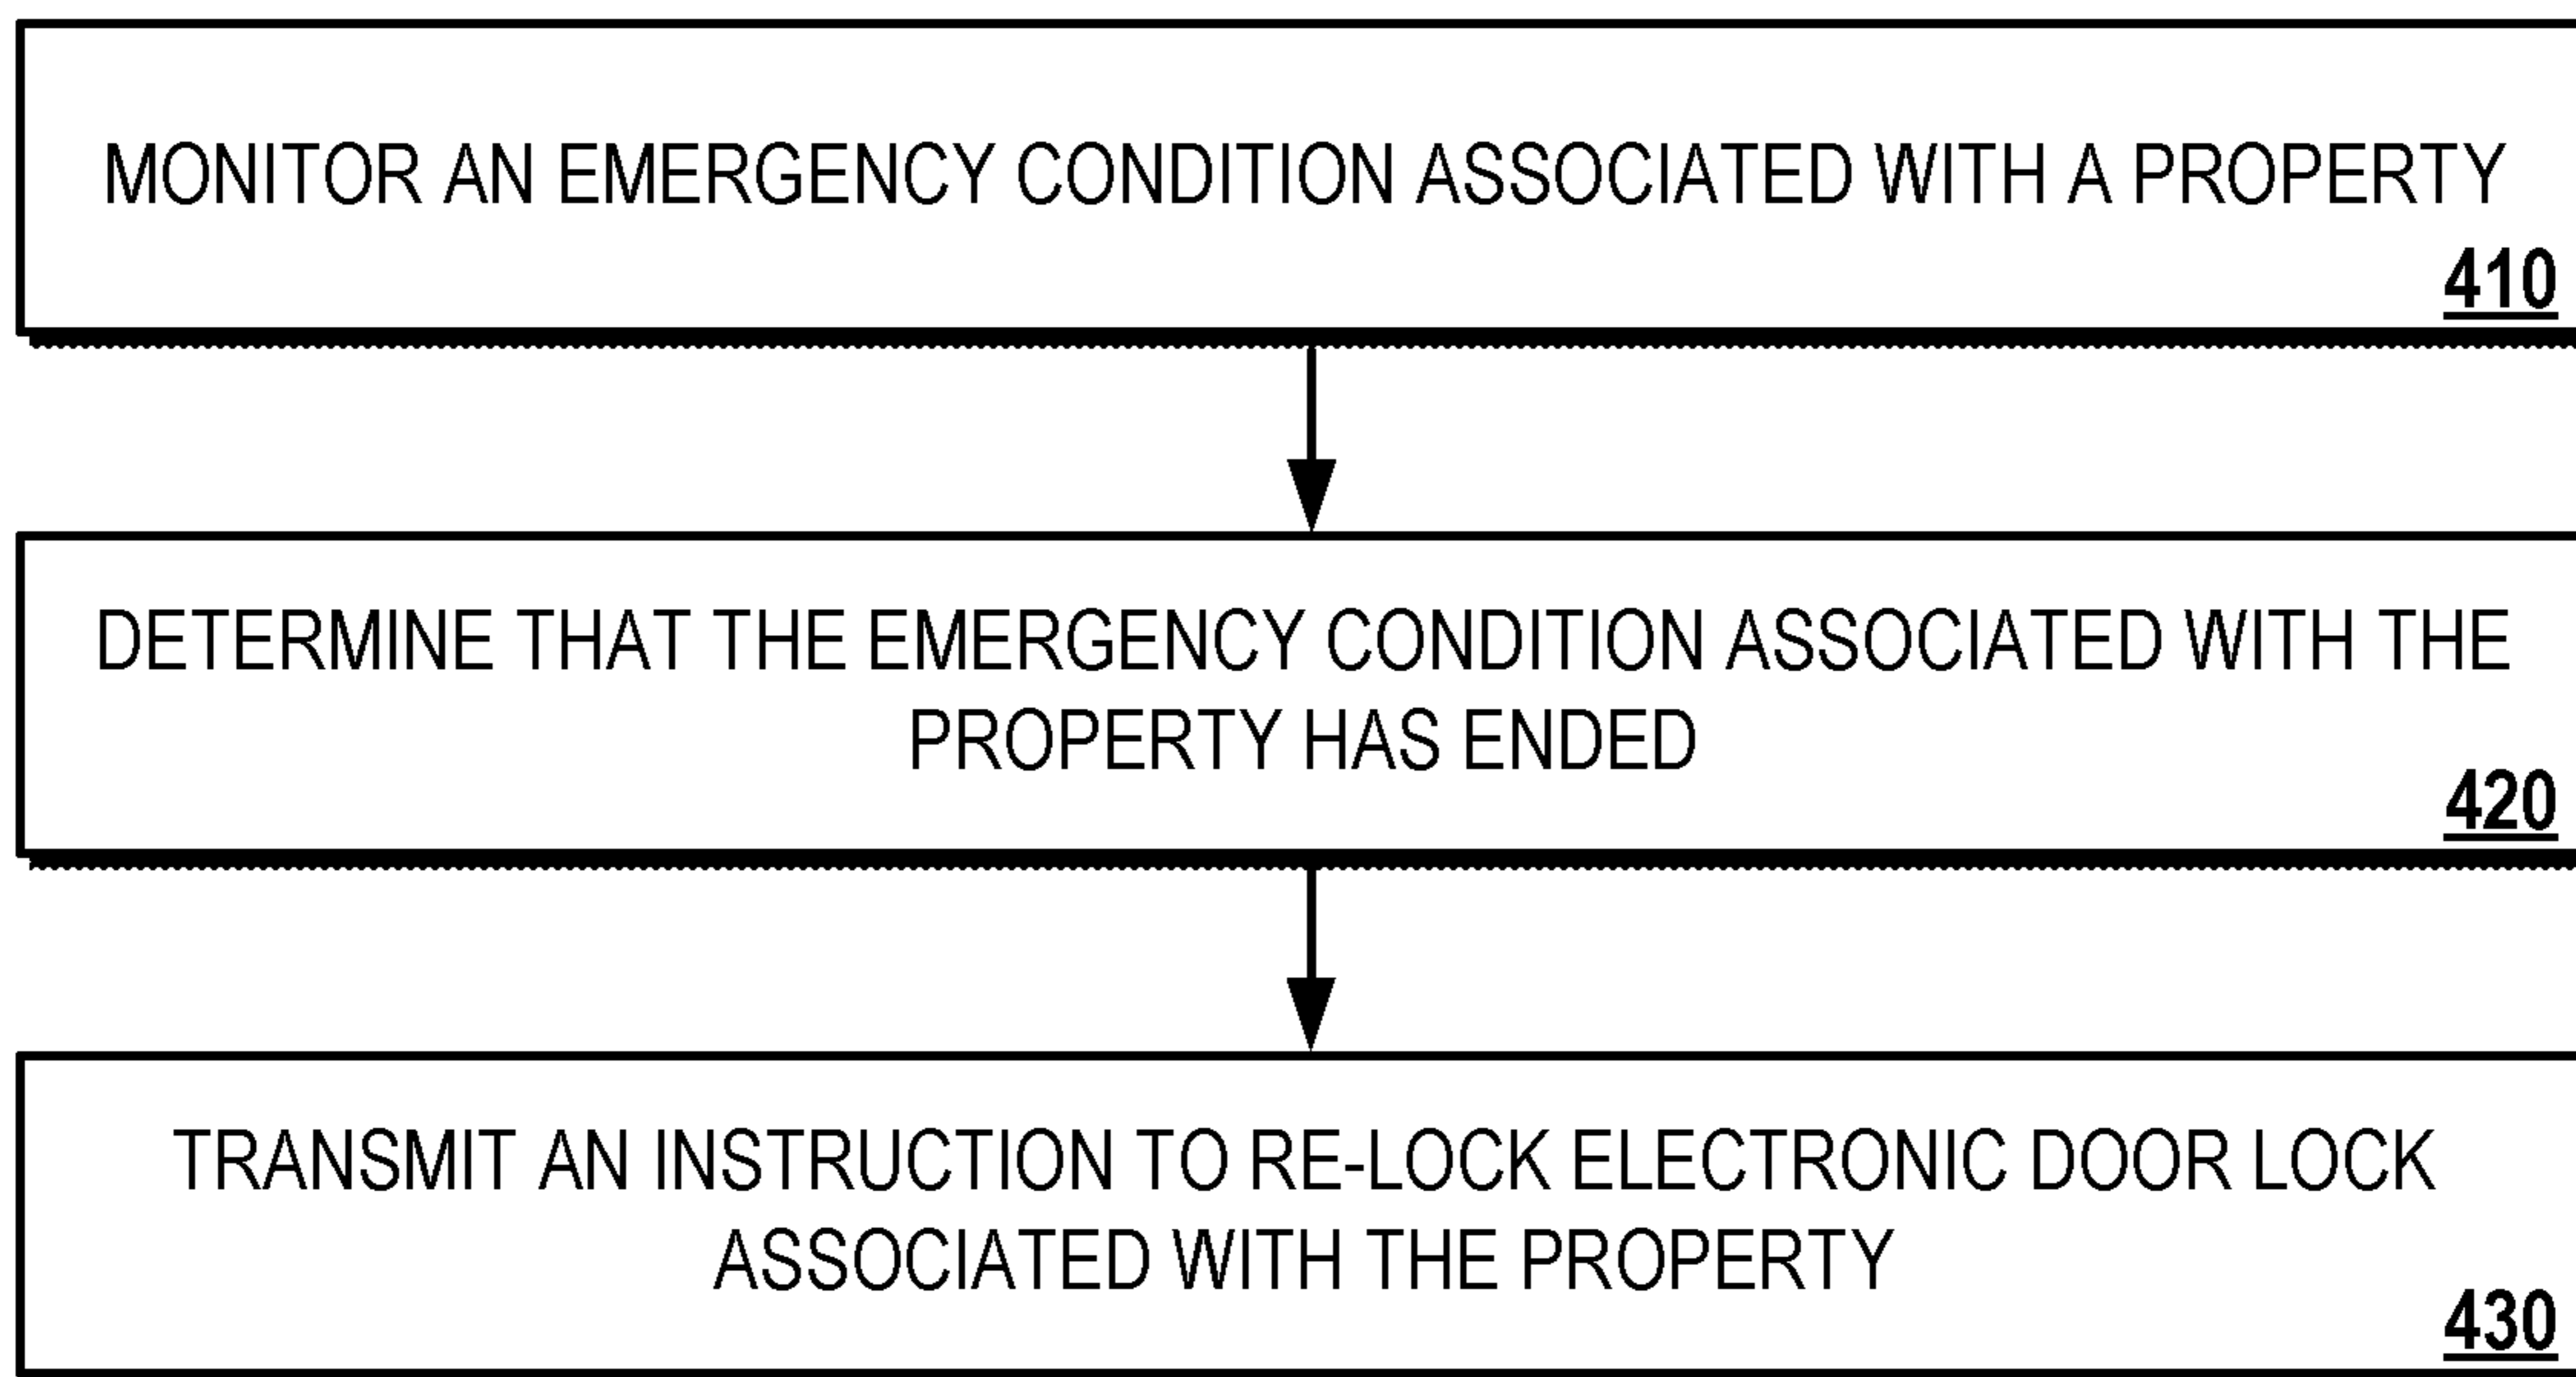 MONITOR AN EMERGENCY CONDITION ASSOCIATED WITH A PROPERTY
410
DETERMINE THAT THE EMERGENCY CONDITION ASSOCIATED WITH THE
PROPERTY HAS ENDED
420
TRANSMIT AN INSTRUCTION TO RE-LOCK ELECTRONIC DOOR LOCK
ASSOCIATED WITH THE PROPERTY
430